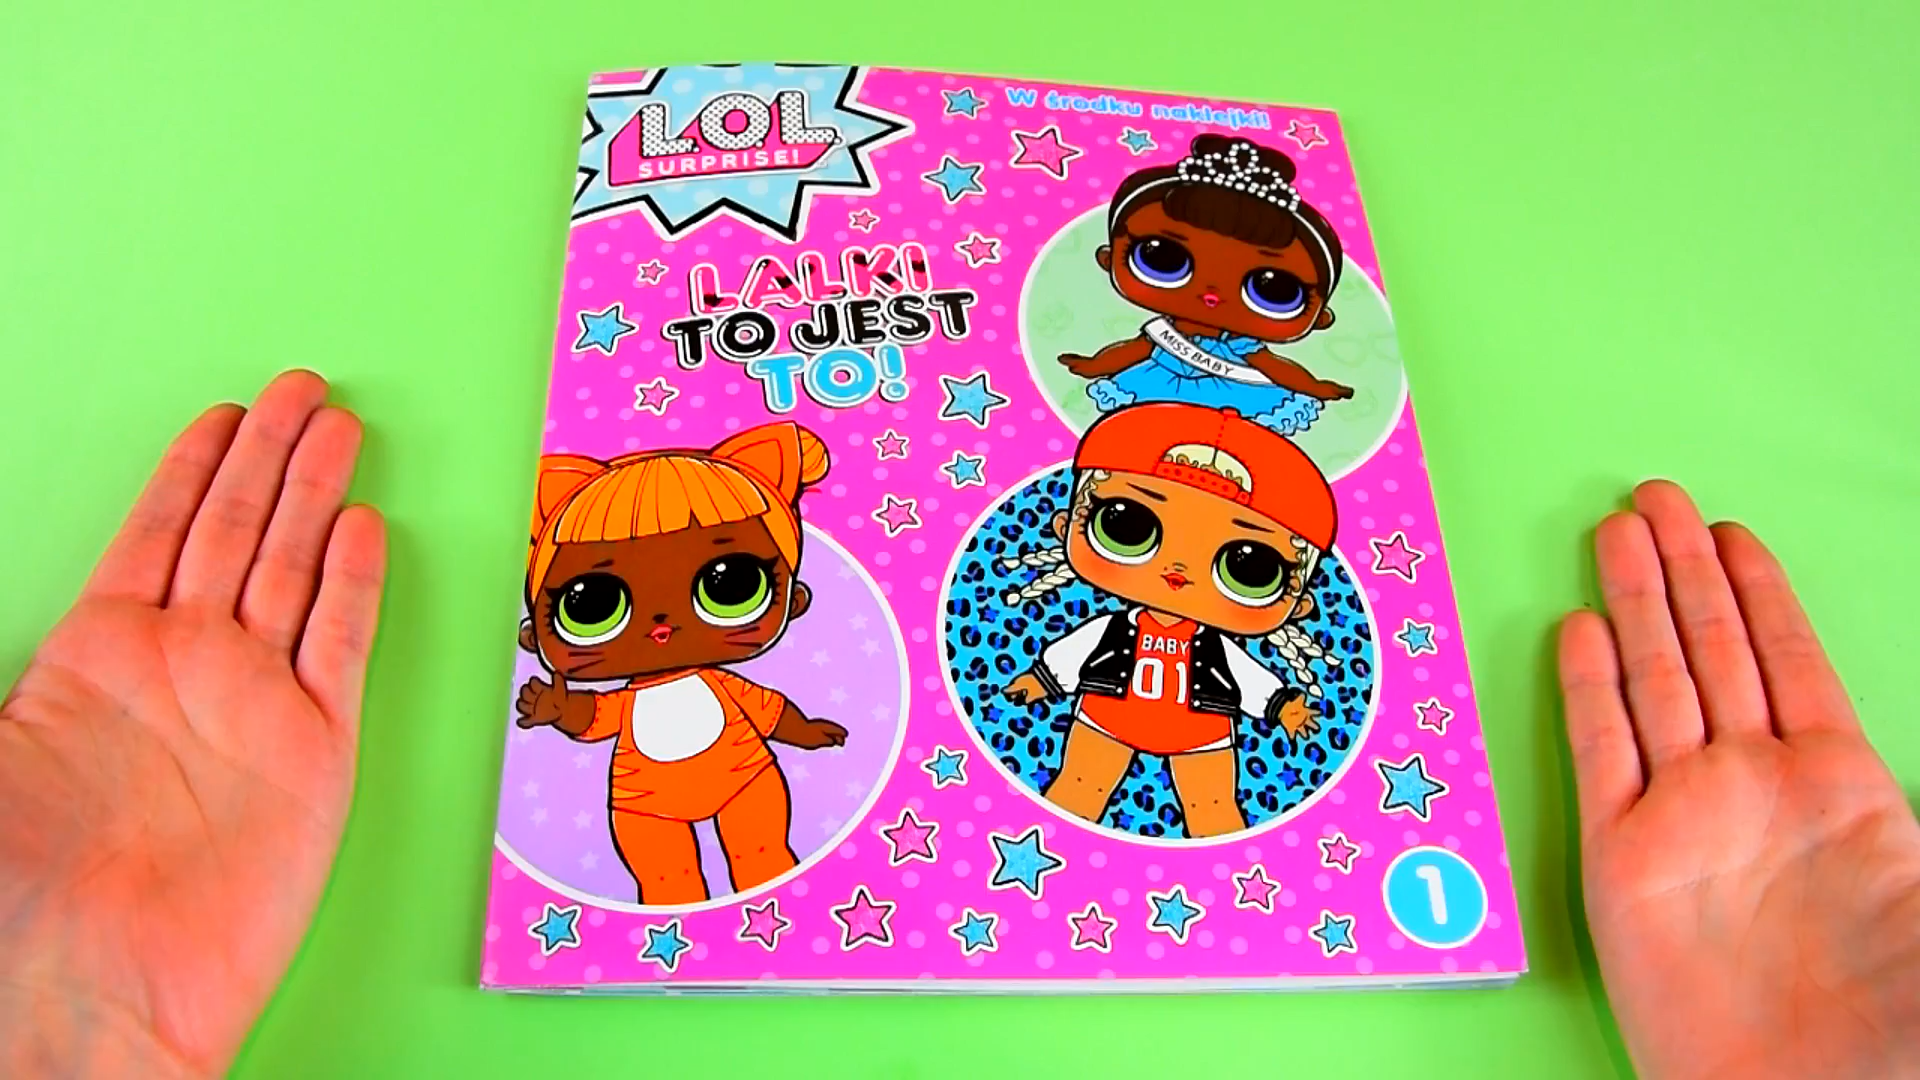 L.O.L.
SURPRISE!
W środku naklejki!
LALKI
TO JEST
TO!
MISS BABY
BABY
01
1